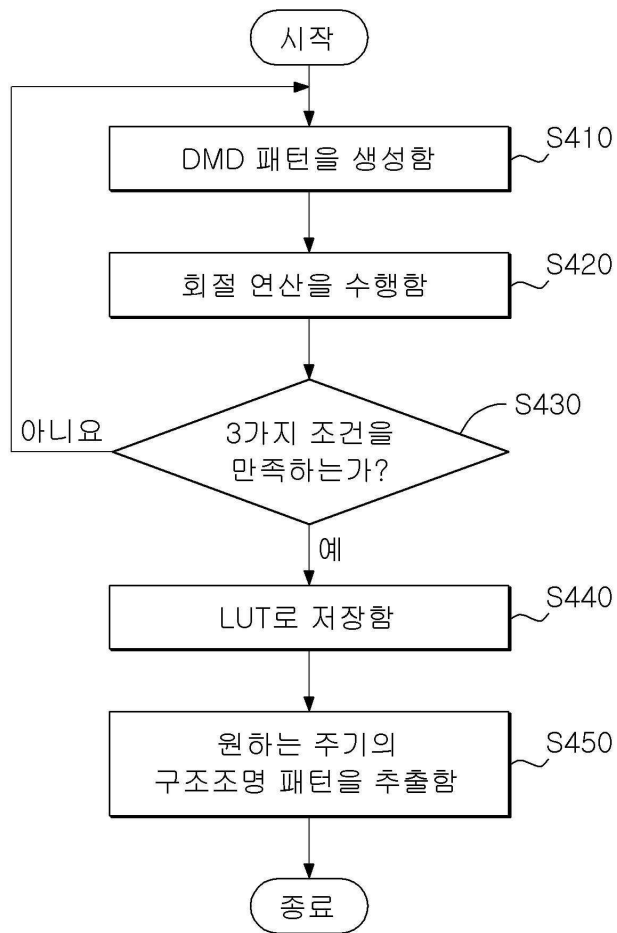 시작
DMD 패턴을 생성함
S410
회절 연산을 수행함
S420
3가지 조건을
만족하는가?
S430
아니요
예
LUT로 저장함
S440
원하는 주기의
구조조명 패턴을 추출함
S450
종료